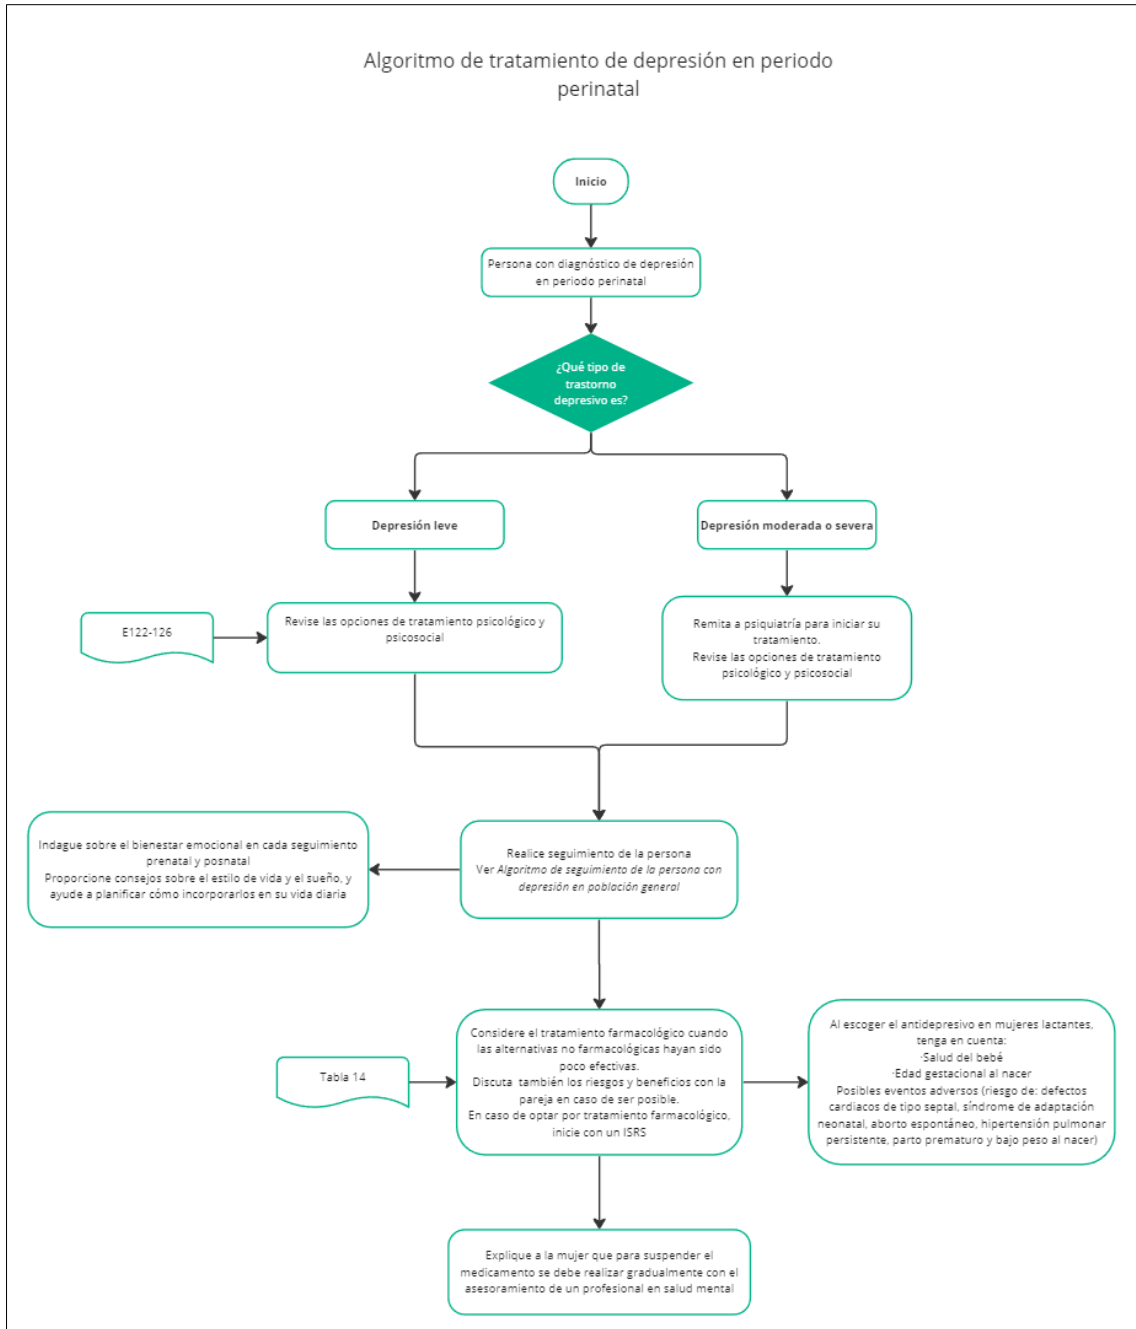 Algoritmo de tratamiento de depresión en periodo
perinatal
Inicio
Persona con diagnóstico de depresión
en periodo perinatal
¿Qué tipo de
trastorno
depresivo es?
Depresión leve
Depresión moderada o severa
E122-126
Revise las opciones de tratamiento psicológico y
psicosocial
Remita a psiquiatría para iniciar su
tratamiento.
Revise las opciones de tratamiento
psicológico y psicosocial
Indague sobre el bienestar emocional en cada seguimiento
prenatal y posnatal
Proporcione consejos sobre el estilo de vida y el sueño, y
ayude a planificar cómo incorporarlos en su vida diaria
Realice seguimiento de la persona
Ver Algoritmo de seguimiento de la persona con
depresión en población general
Tabla 14
Considere el tratamiento farmacológico cuando
las alternativas no farmacológicas hayan sido
poco efectivas.
Discuta también los riesgos y beneficios con la
pareja en caso de ser posible.
En caso de optar por tratamiento farmacológico,
inicie con un ISRS
Al escoger el antidepresivo en mujeres lactantes,
tenga en cuenta:
·Salud del bebé
·Edad gestacional al nacer
Posibles eventos adversos (riesgo de: defectos
cardiacos de tipo septal, síndrome de adaptación
neonatal, aborto espontáneo, hipertensión pulmonar
persistente, parto prematuro y bajo peso al nacer)
Explique a la mujer que para suspender el
medicamento se debe realizar gradualmente con el
asesoramiento de un profesional en salud mental